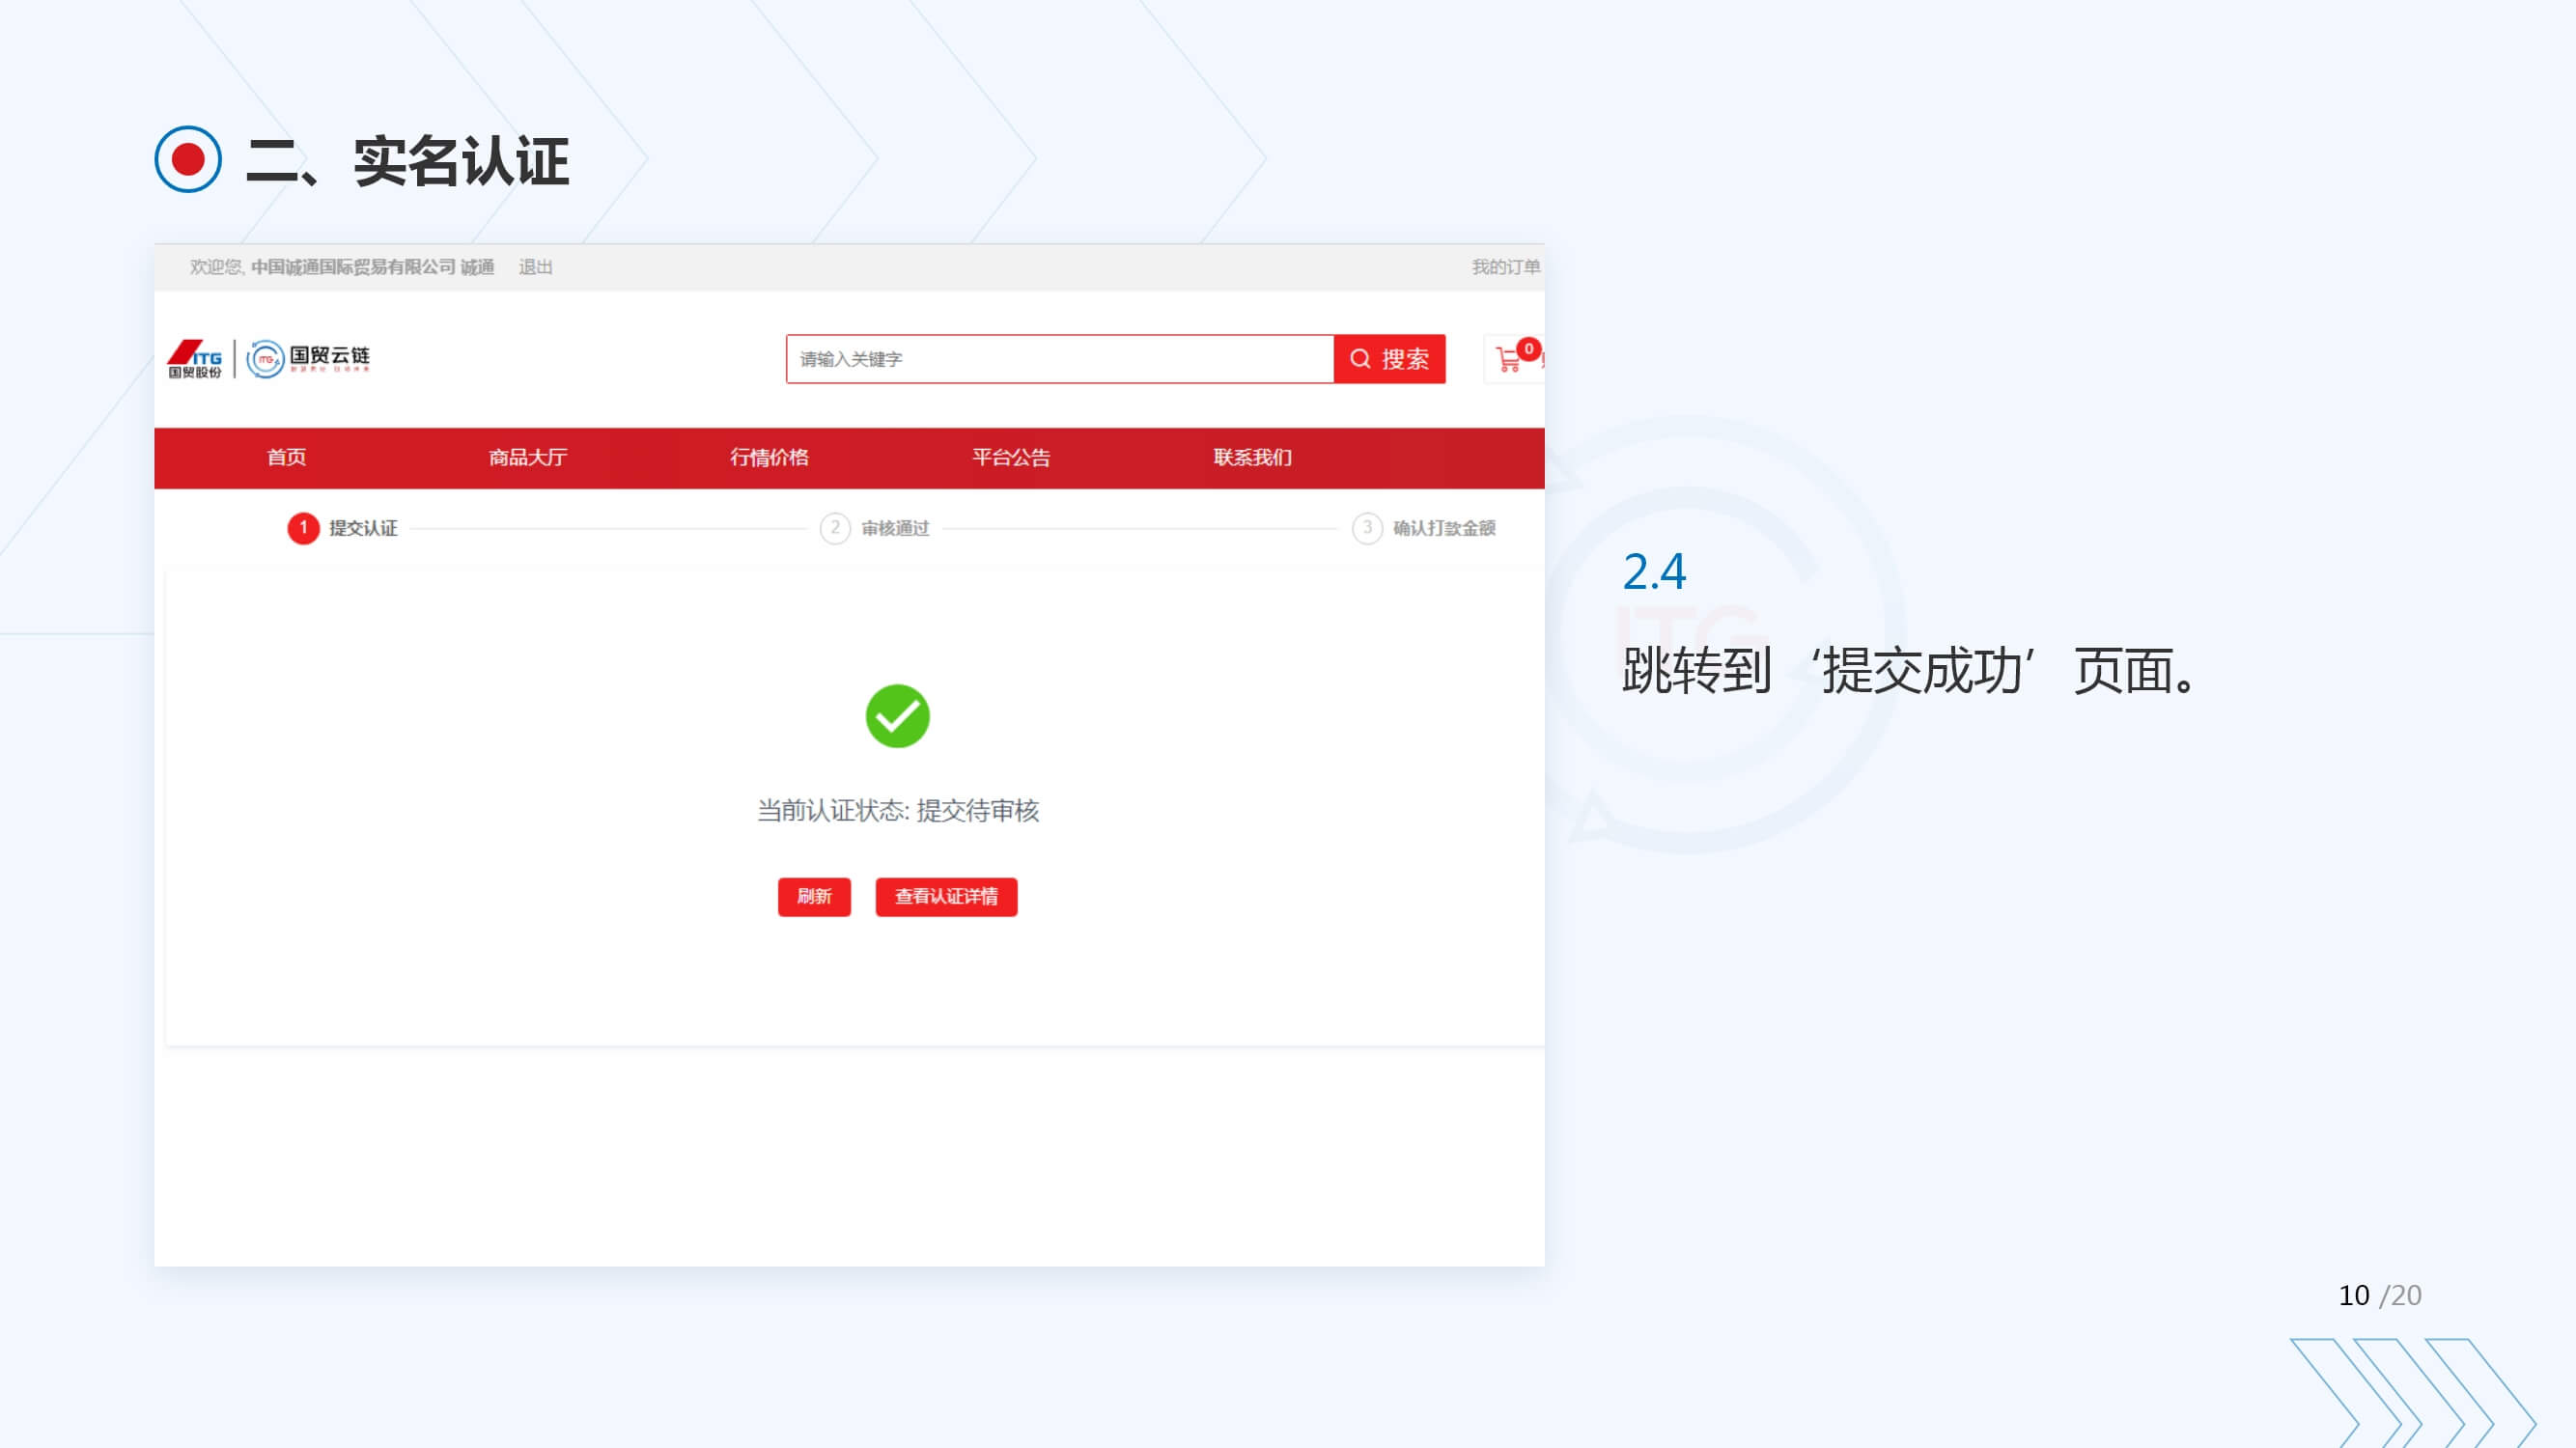 二、实名认证
欢迎您, 中国诚通国际贸易有限公司 诚通 退出 我的订单
ITG
国贸股份
ITG
国贸云链
请输入关键字
搜索
0
首页 商品大厅 行情价格 平台公告 联系我们
1 提交认证 2 审核通过 3 确认打款金额
当前认证状态: 提交待审核
刷新 查看认证详情
ITG
2.4
跳转到‘提交成功’页面。
10 /20